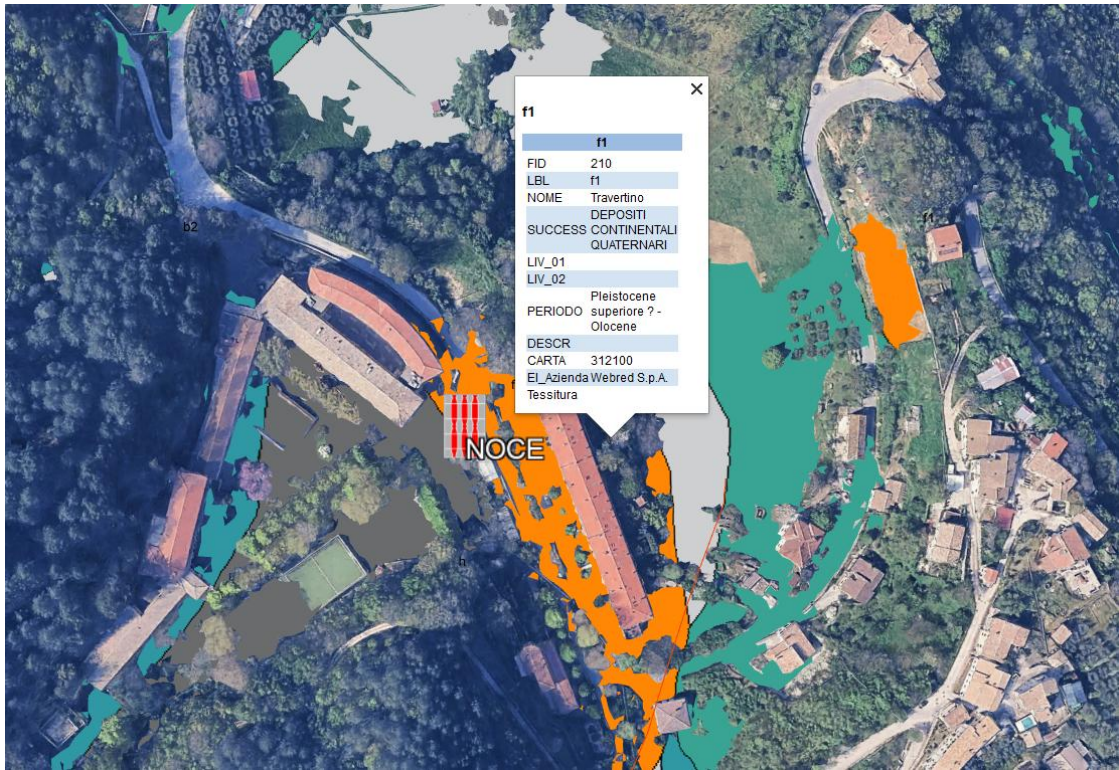 f1
f1
FID 210
LBL f1
NOME Travertino
SUCCESS DEPOSITI
CONTINENTALI
QUATERNARI
LIV_01
LIV_02
PERIODO Pleistocene
superiore ? -
Olocene
DESCR
CARTA 312100
EI_Azienda Webred S.p.A.
Tessitura
b2
f1
NOCE
h